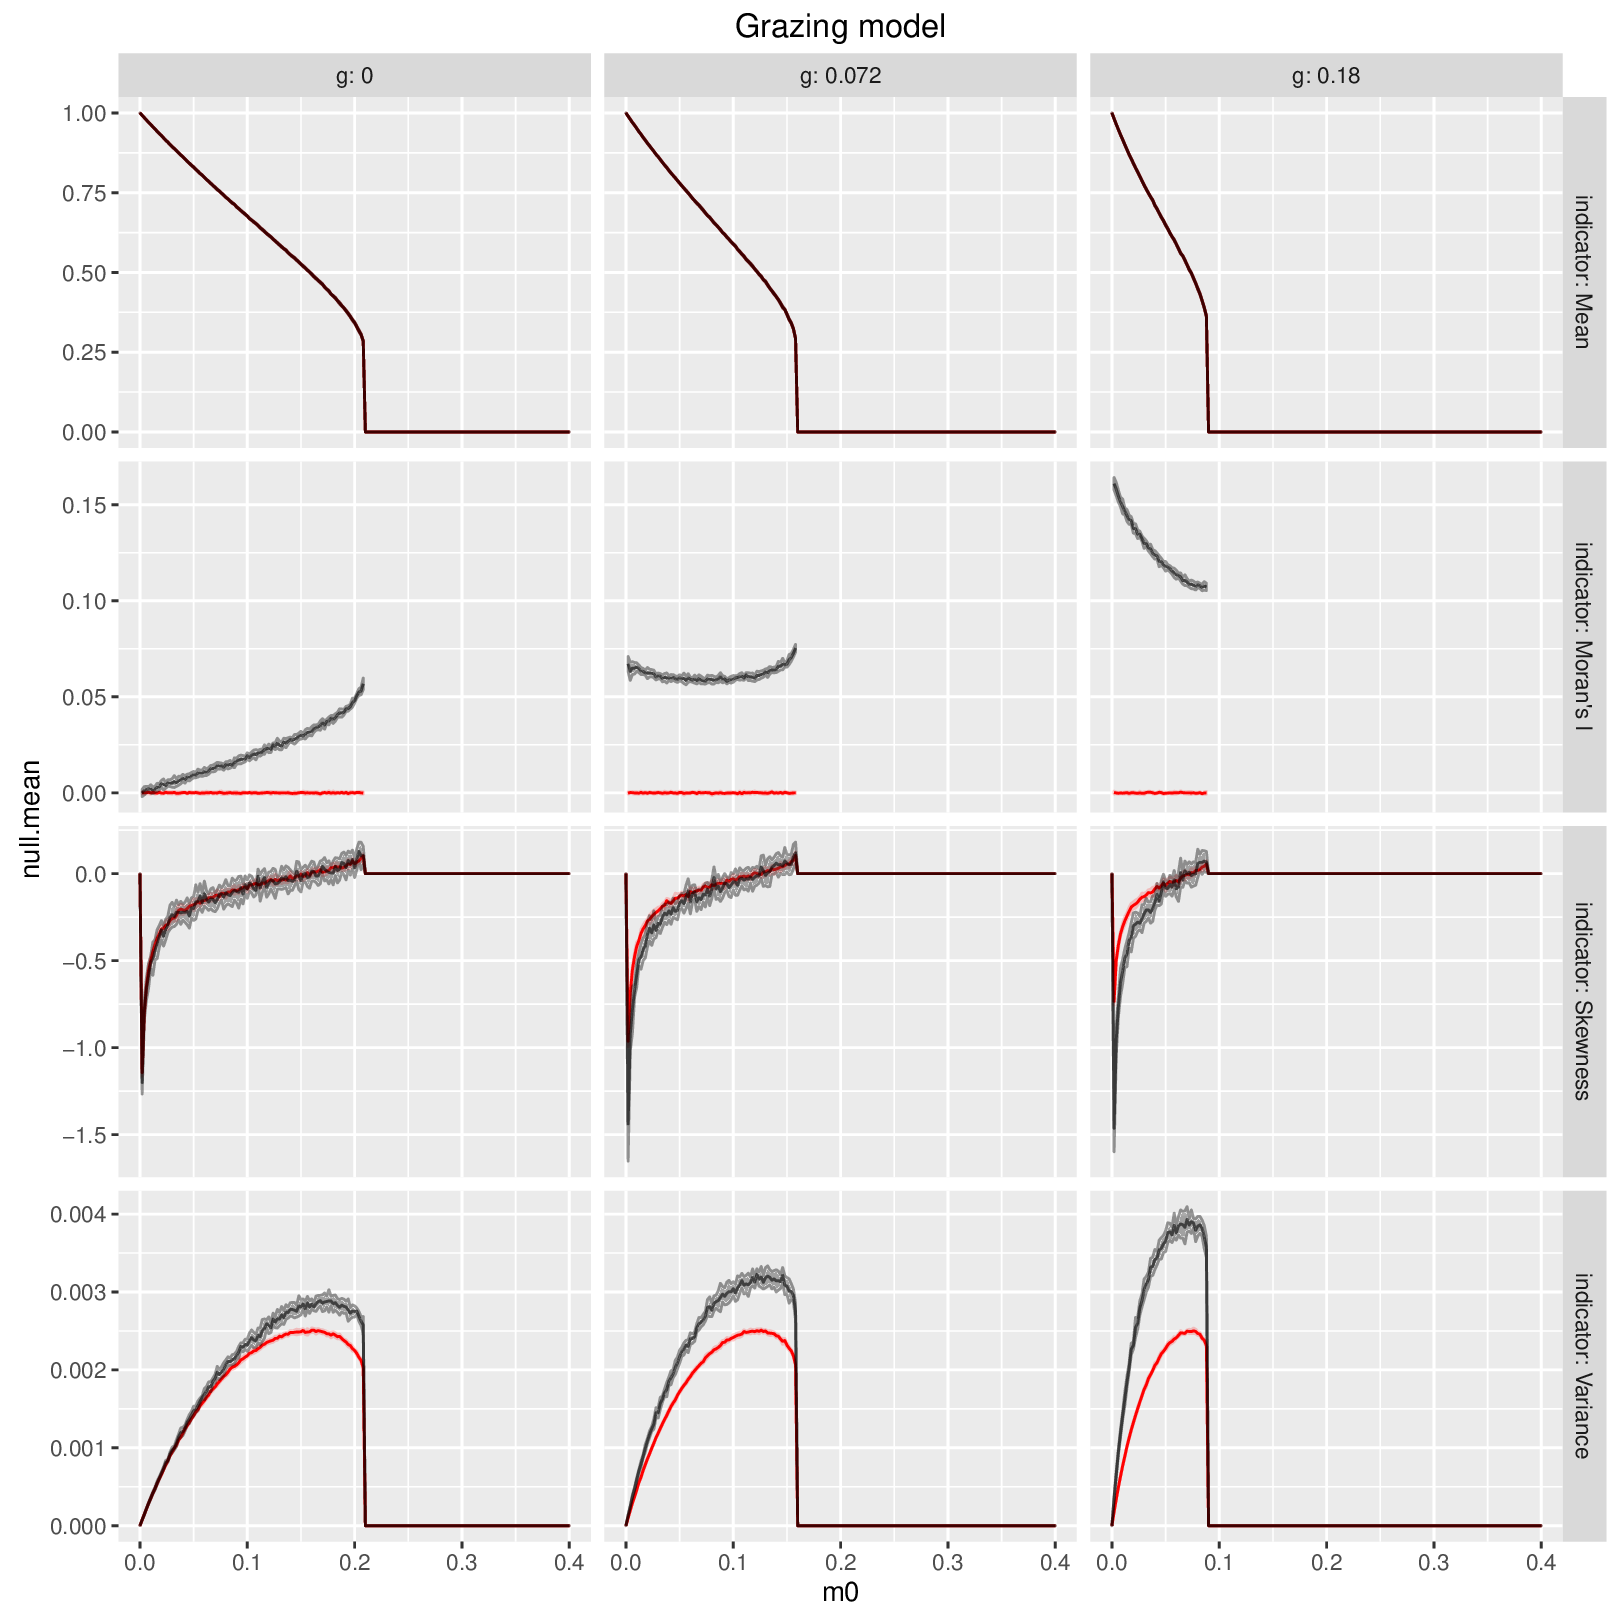 Grazing model
g: 0
g: 0.072
g: 0.18
1.00
0.75
0.50
0.25
0.00
indicator: Mean
0.15
0.10
0.05
0.00
indicator: Moran's I
0.0
−0.5
−1.0
−1.5
indicator: Skewness
0.004
0.003
0.002
0.001
0.000
indicator: Variance
null.mean
0.0 0.1 0.2 0.3 0.4
0.0 0.1 0.2 0.3 0.4
0.0 0.1 0.2 0.3 0.4
m0